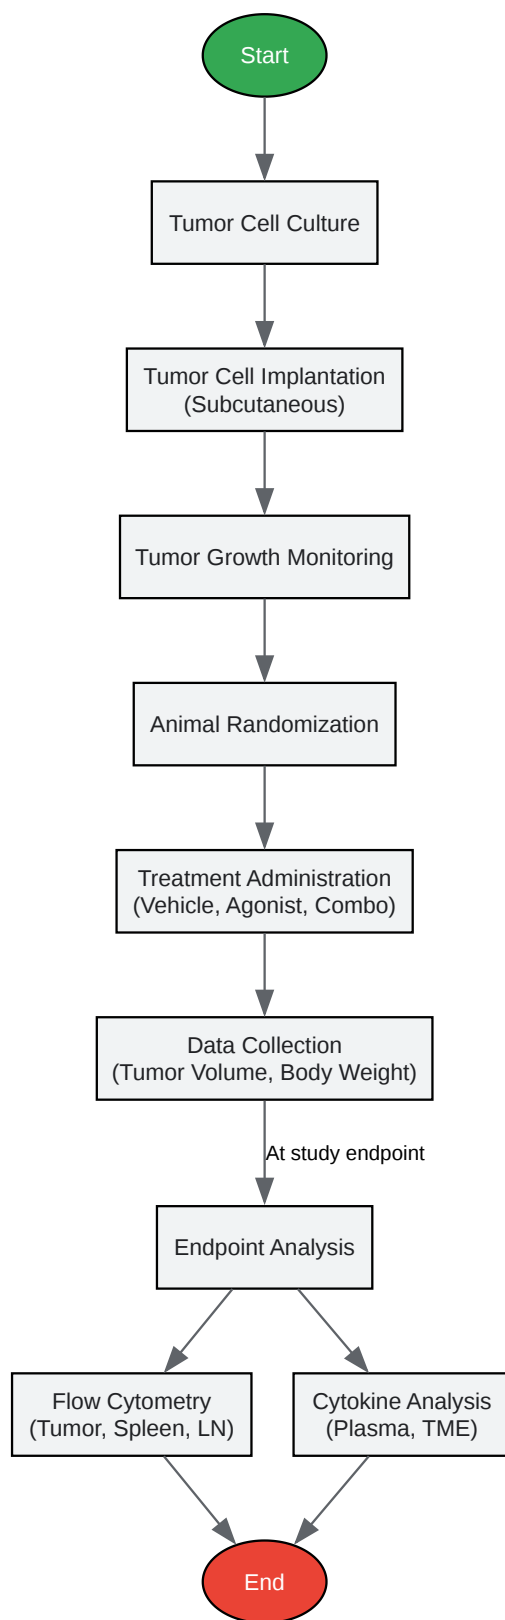 Start
Tumor Cell Culture
Tumor Cell Implantation
(Subcutaneous)
Tumor Growth Monitoring
Animal Randomization
Treatment Administration
(Vehicle, Agonist, Combo)
Data Collection
(Tumor Volume, Body Weight)
At study endpoint
Endpoint Analysis
Flow Cytometry
(Tumor, Spleen, LN)
Cytokine Analysis
(Plasma, TME)
End